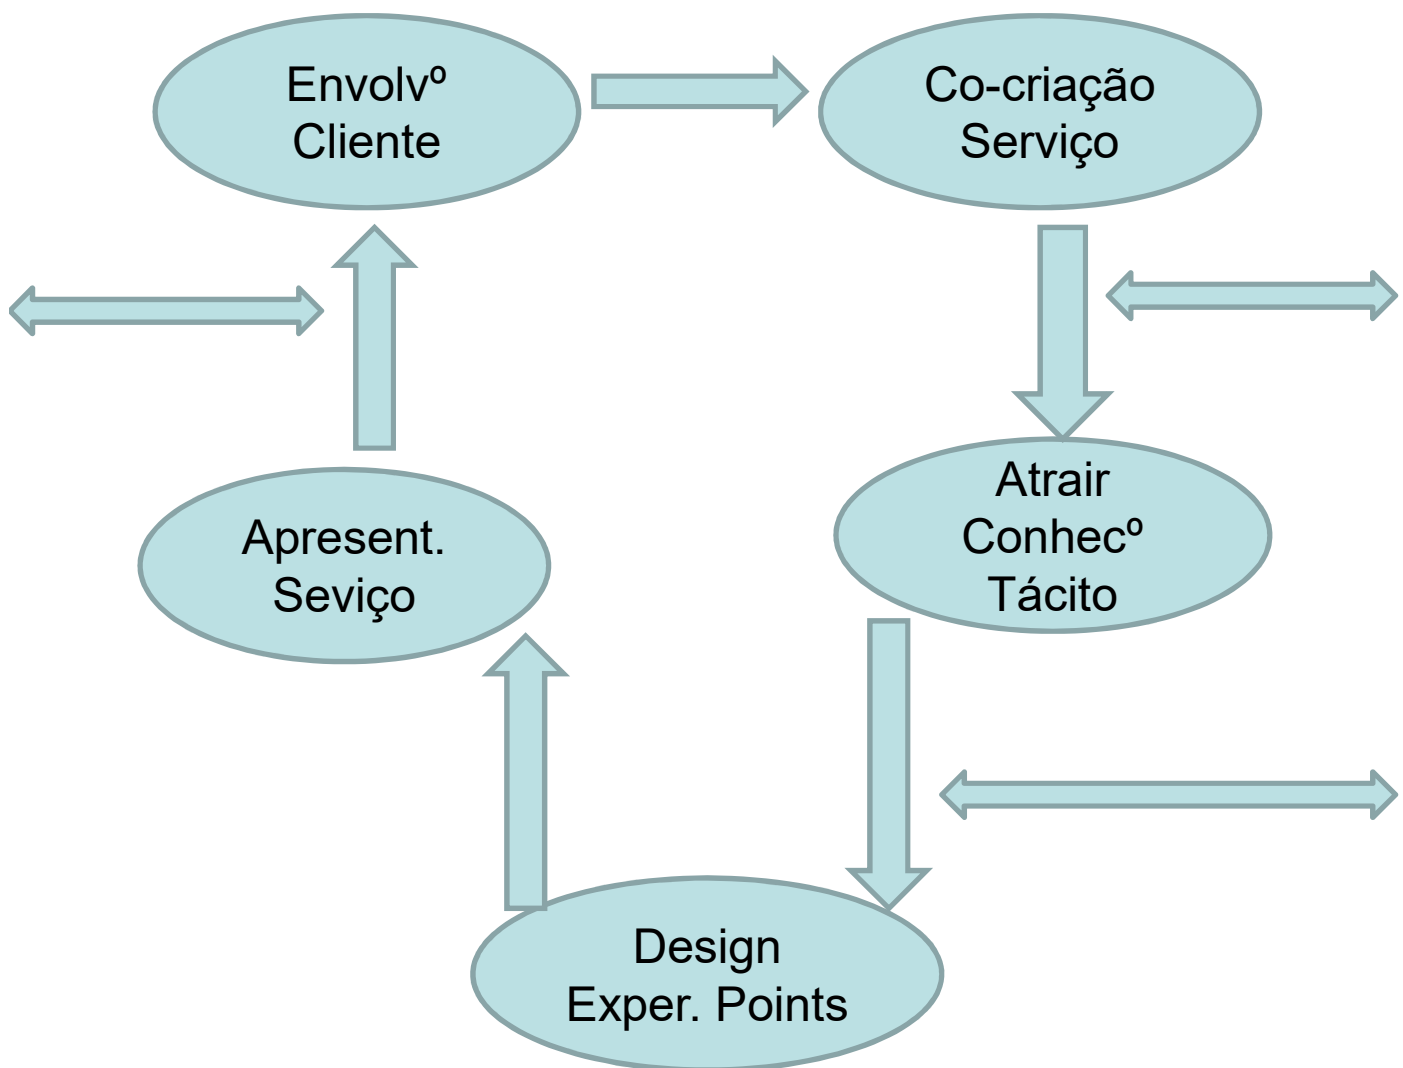 Envolvº
Cliente
Co-criação
Serviço
Atrair
Conhecº
Tácito
Apresent.
Seviço
Design
Exper. Points